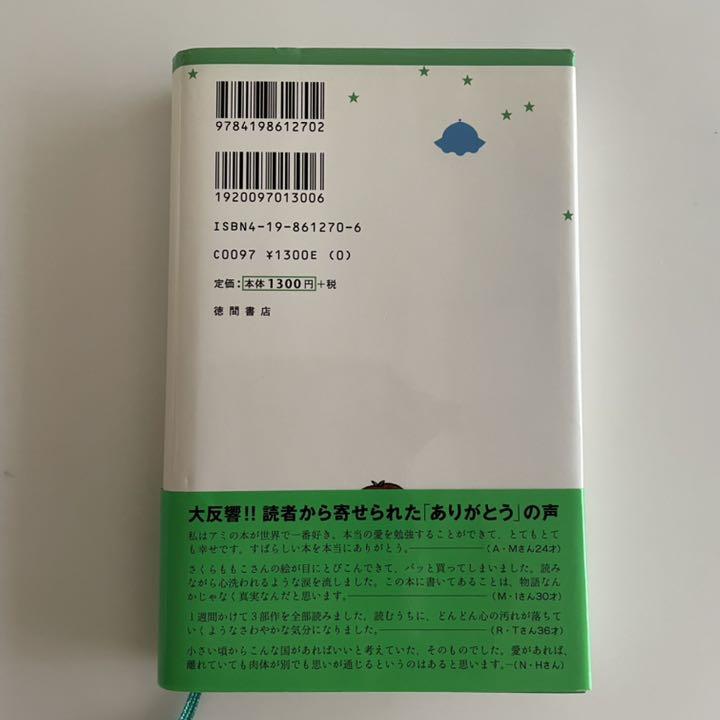 9784198612702
1920097013006
ISBN4-19-861270-6
C0097 ¥1300E (0)
定価：本体1300円+税
徳間書店
大反響!! 読者から寄せられた「ありがとう」の声
私はアミの本が世界で一番好き。本当の愛を勉強することができて、とてもとて
も幸せです。すばらしい本を本当にありがとう。——（A・Mさん24才）
さくらももこさんの絵が目にとびこんできて、パッと買ってしまいました。読み
ながら心洗われるような涙を流しました。この本に書いてあることは、物語なん
かじゃなく真実なんだと思います。——（M・Iさん30才）
1週間かけて3部作を全部読みました。読むうちに、どんどん心の汚れが落ちて
いくようなさわやかな気分になりました。——（R・Tさん36才）
小さい頃からこんな国があればいいと考えていた、そのものでした。愛があれば、
離れていても肉体が別でも思いが通じるというのはあると思います。—（N・Hさん）